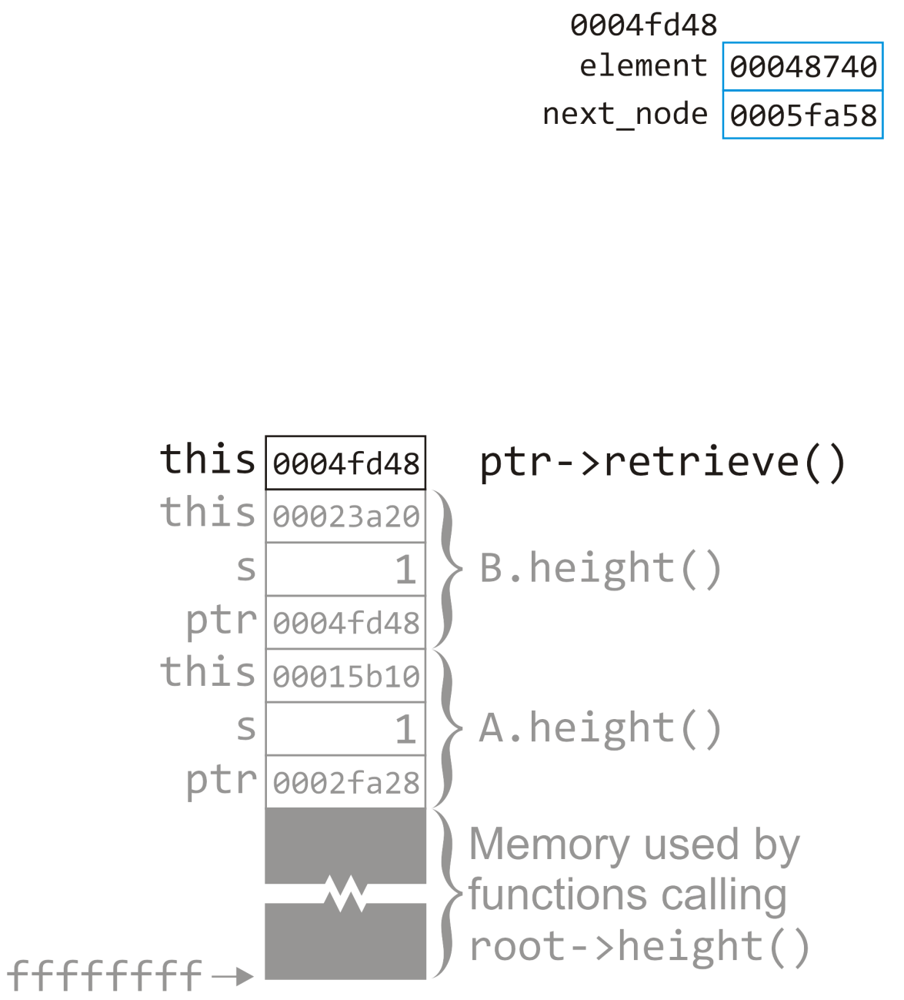 0004fd48
element 00048740
next_node 0005fa58
this 0004fd48 ptr->retrieve()
this 00023a20
s 1 B.height()
ptr 0004fd48
this 00015b10
s 1 A.height()
ptr 0002fa28
Memory used by
functions calling
root->height()
ffffffff